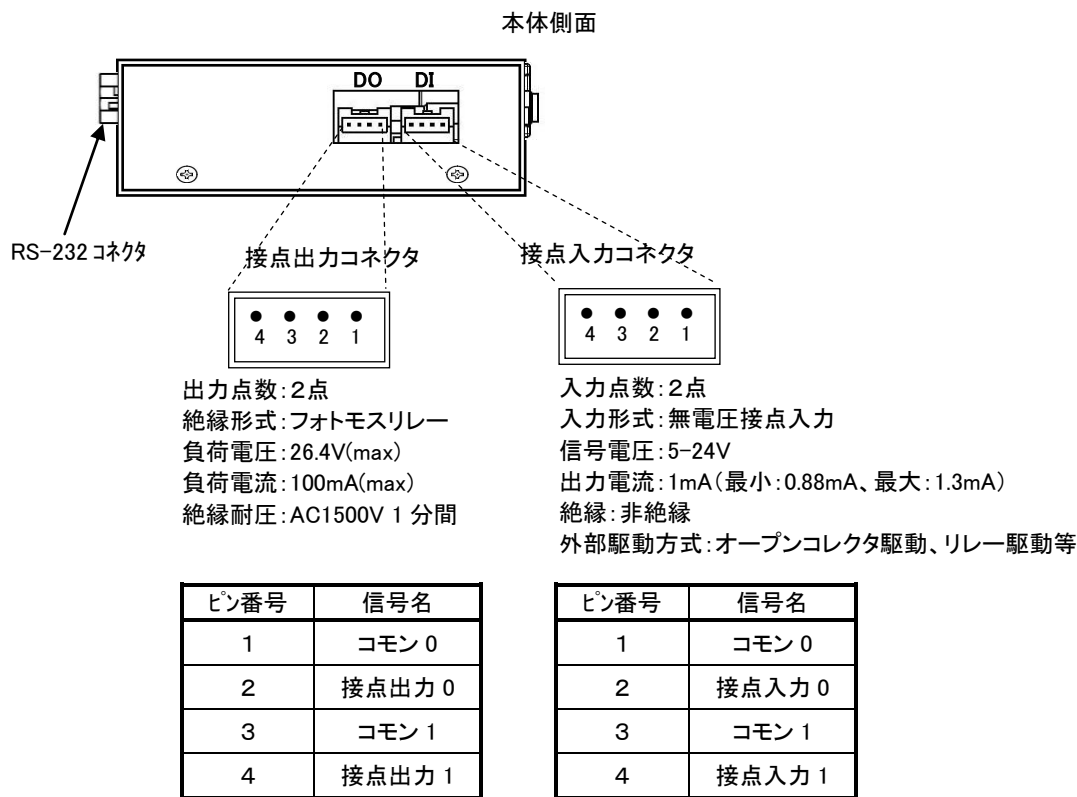 本体側面
DO DI
RS-232 コネクタ
接点出力コネクタ
4 3 2 1
出力点数：2点
絶縁形式：フォトモスリレー
負荷電圧：26.4V(max)
負荷電流：100mA(max)
絶縁耐圧：AC1500V 1 分間
接点入力コネクタ
4 3 2 1
入力点数：2点
入力形式：無電圧接点入力
信号電圧：5-24V
出力電流：1mA（最小：0.88mA、最大：1.3mA）
絶縁：非絶縁
外部駆動方式：オープンコレクタ駆動、リレー駆動等
ピン番号 信号名
1 コモン 0
2 接点出力 0
3 コモン 1
4 接点出力 1
ピン番号 信号名
1 コモン 0
2 接点入力 0
3 コモン 1
4 接点入力 1